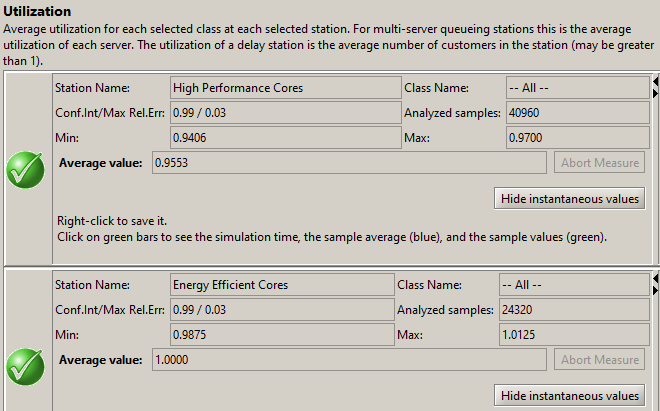 Utilization
Average utilization for each selected class at each selected station. For multi-server queueing stations this is the average
utilization of each server. The utilization of a delay station is the average number of customers in the station (may be greater
than 1).
Station Name: High Performance Cores Class Name: -- All --
Conf.Int/Max Rel.Err: 0.99 / 0.03 Analyzed samples: 40960
Min: 0.9406 Max: 0.9700
Average value: 0.9553 Abort Measure
Hide instantaneous values
Right-click to save it.
Click on green bars to see the simulation time, the sample average (blue), and the sample values (green).
Station Name: Energy Efficient Cores Class Name: -- All --
Conf.Int/Max Rel.Err: 0.99 / 0.03 Analyzed samples: 24320
Min: 0.9875 Max: 1.0125
Average value: 1.0000 Abort Measure
Hide instantaneous values